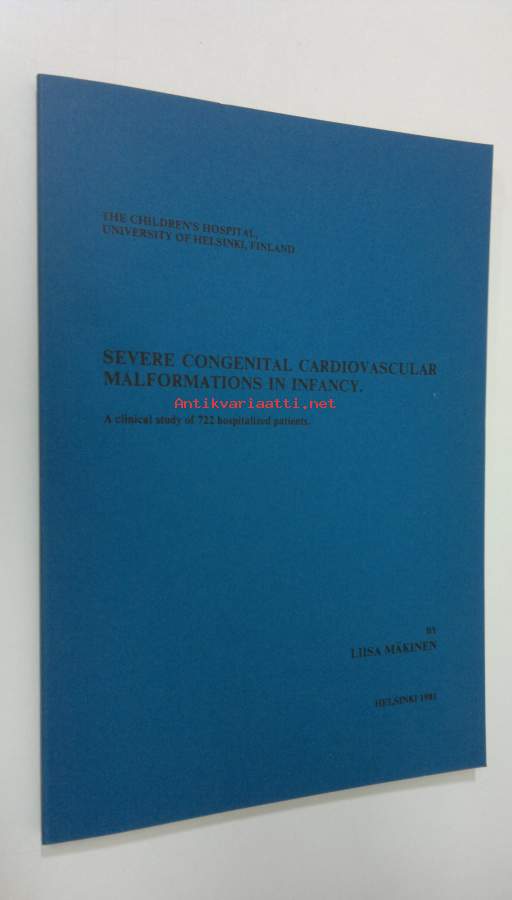 THE CHILDREN'S HOSPITAL,
UNIVERSITY OF HELSINKI, FINLAND
SEVERE CONGENITAL CARDIOVASCULAR
MALFORMATIONS IN INFANCY.
Antikvariaatti.net
A clinical study of 722 hospitalized patients.
BY
LIISA MÄKINEN
HELSINKI 1981